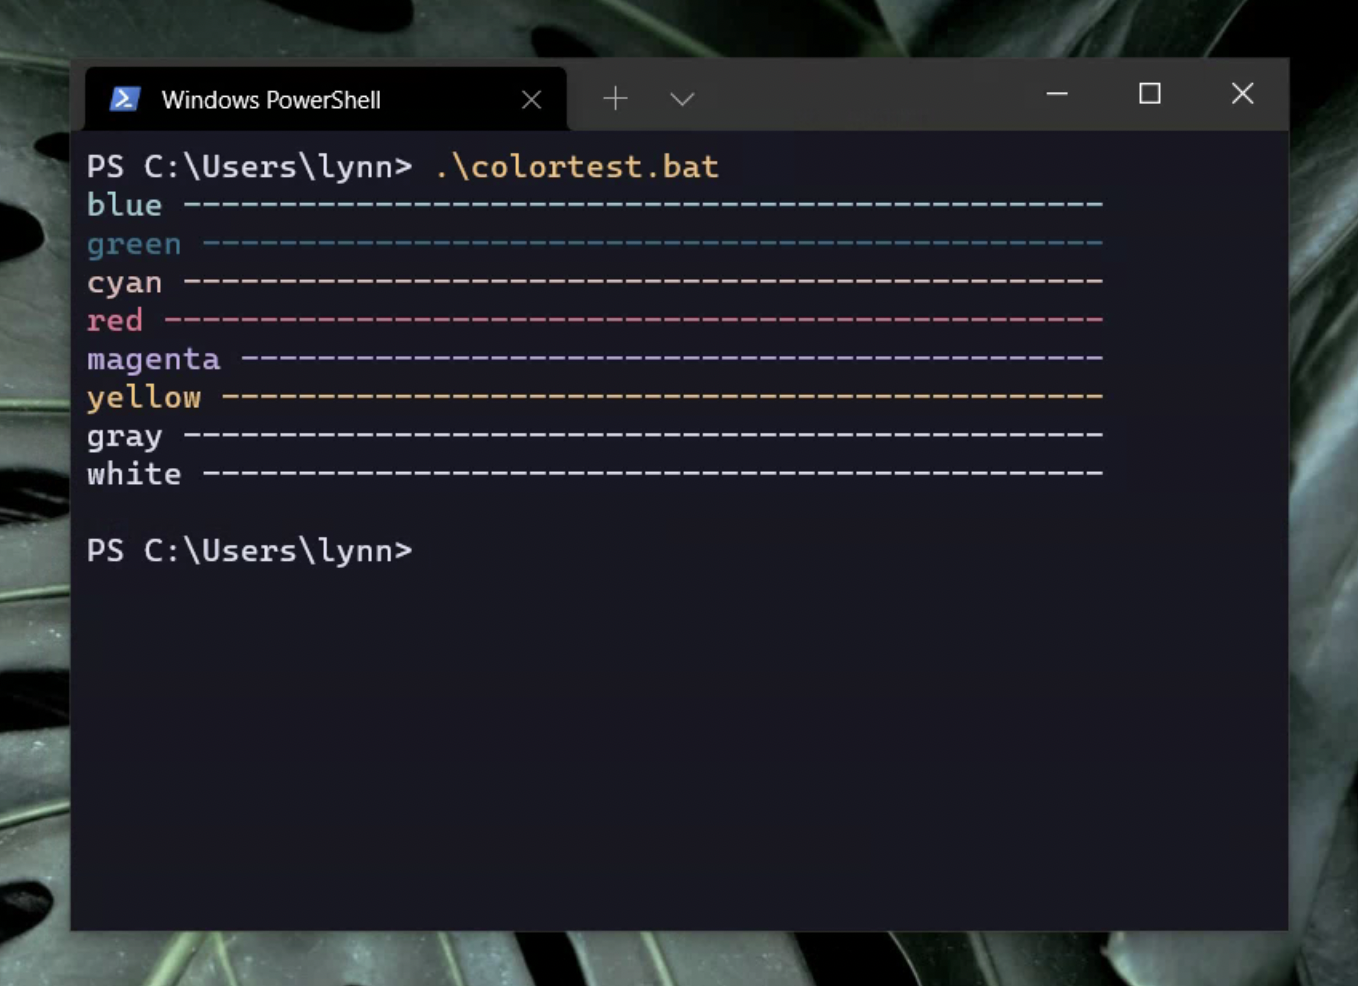 Windows PowerShell
PS C:\Users\lynn> .\colortest.bat
blue ------------------------------------------------
green -----------------------------------------------
cyan ------------------------------------------------
red -------------------------------------------------
magenta ---------------------------------------------
yellow ----------------------------------------------
gray ------------------------------------------------
white -----------------------------------------------
PS C:\Users\lynn>